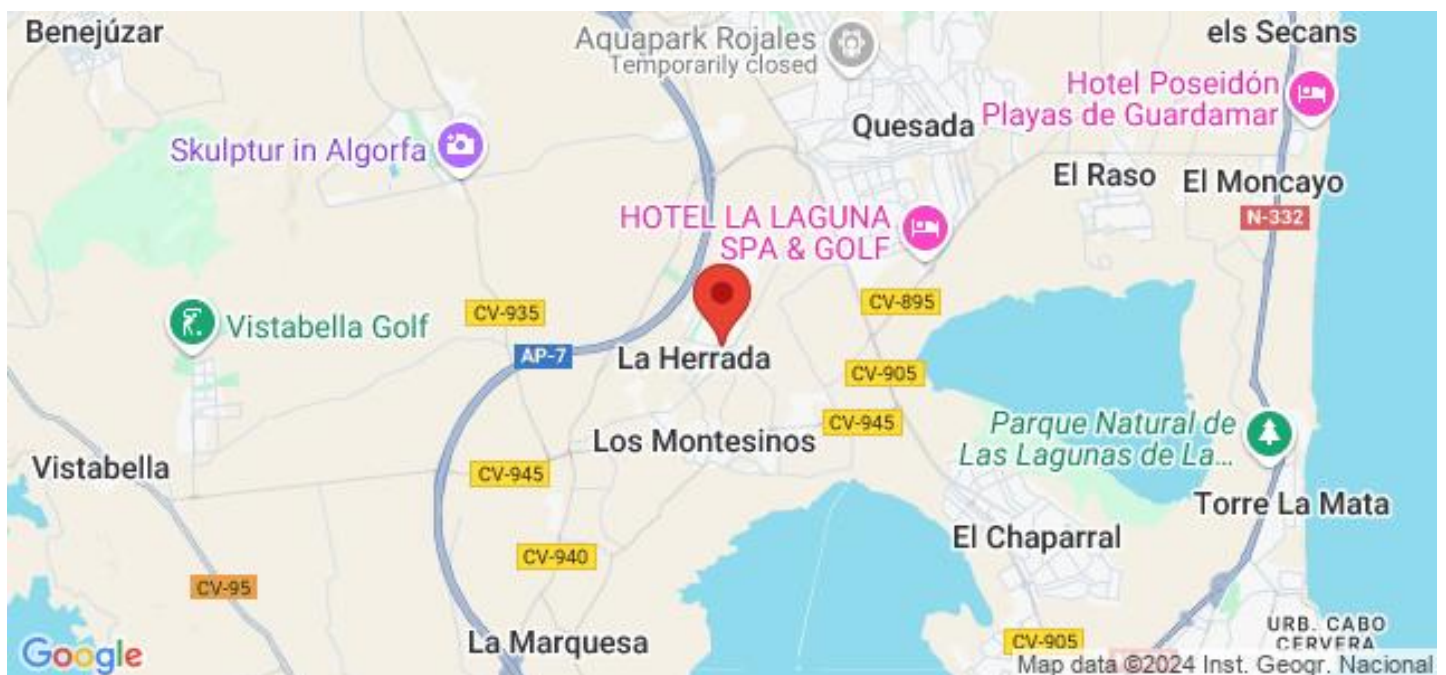 Benejúzar
Aquapark Rojales
Temporarily closed
els Secans
Hotel Poseidón
Playas de Guardamar
Quesada
Skulptur in Algorfa
El Raso
El Moncayo
N-332
HOTEL LA LAGUNA
SPA & GOLF
CV-895
CV-935
Vistabella Golf
AP-7
La Herrada
CV-905
CV-945
Los Montesinos
Parque Natural de
Las Lagunas de La...
Vistabella
CV-945
Torre La Mata
El Chaparral
CV-940
CV-95
URB. CABO
CERVERA
La Marquesa
CV-905
Google
Map data ©2024 Inst. Geogr. Nacional